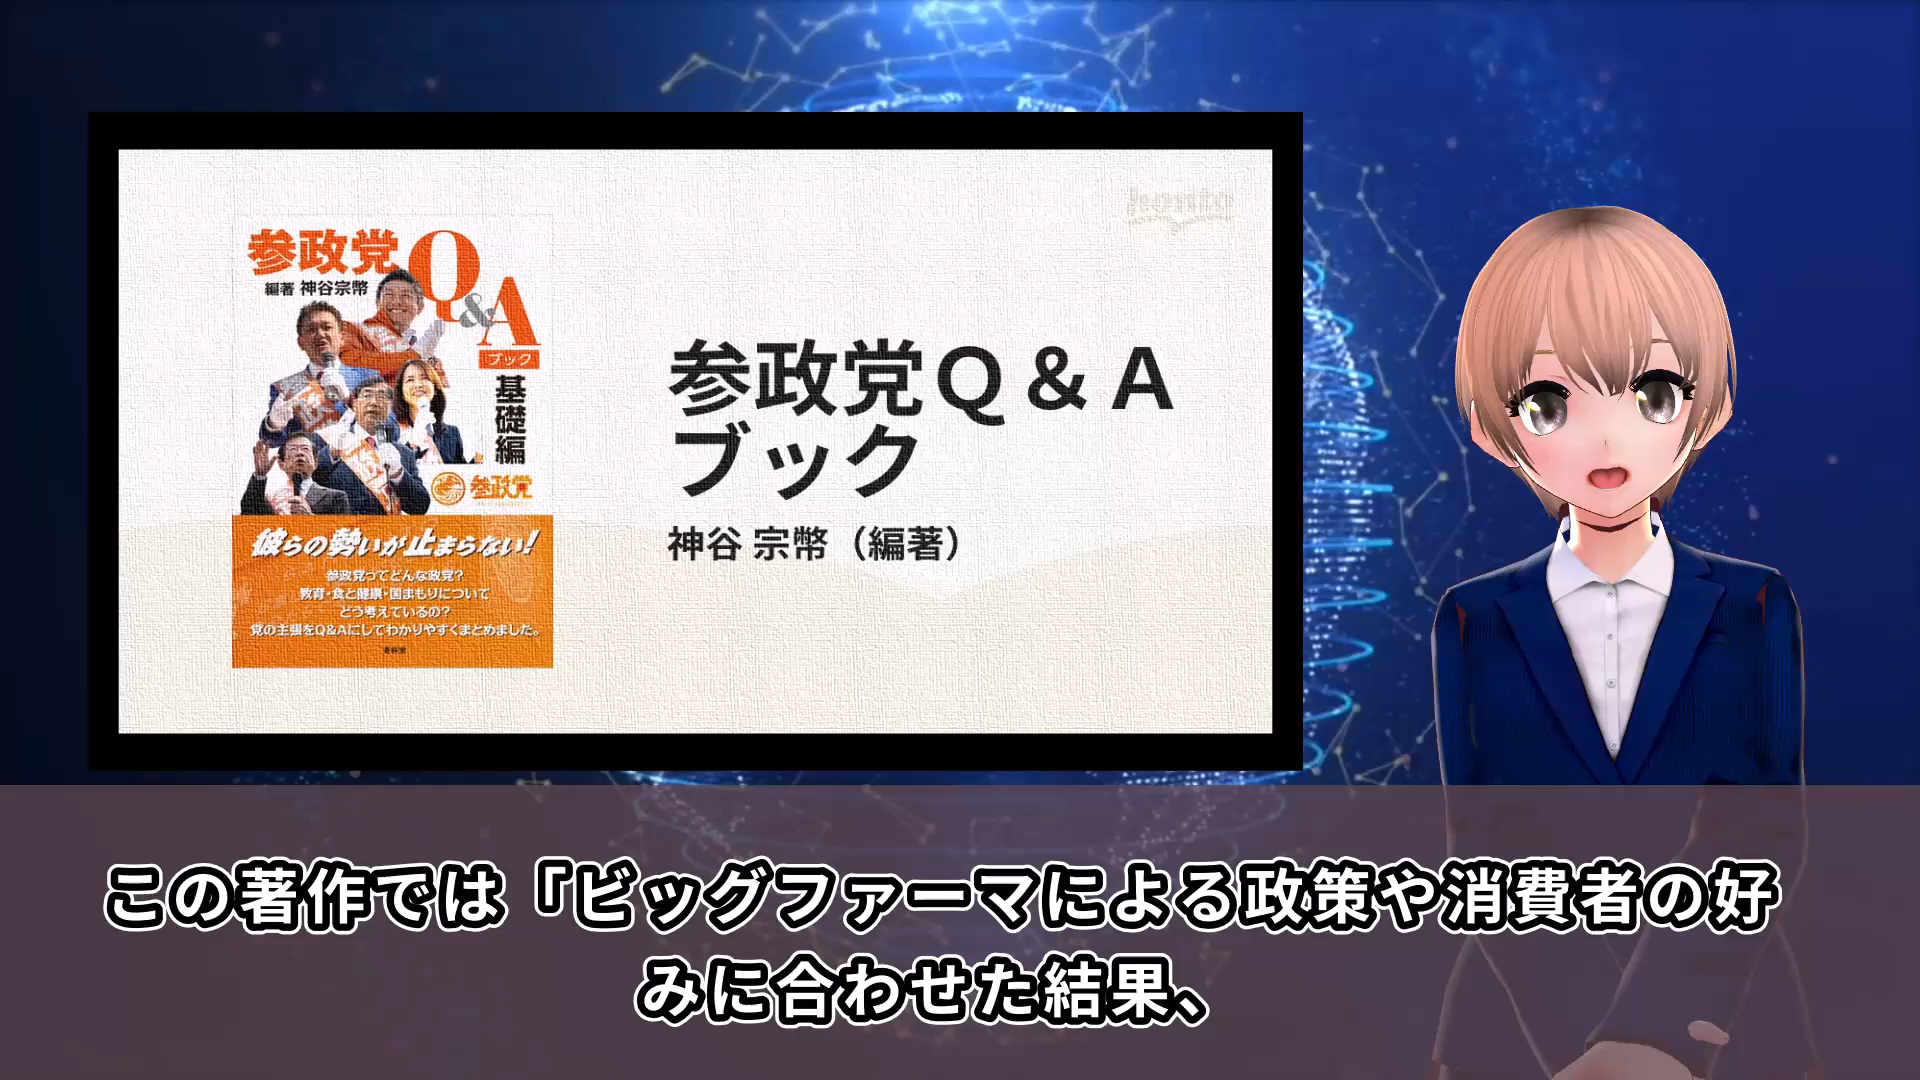 honto
参政党Q&A
ブック
編著 神谷宗幣
基礎編
参政党
彼らの勢いが止まらない!
参政党ってどんな政党?
教育・食と健康・国まもりについて
どう考えているの?
党の主張をQ&Aにしてわかりやすくまとめました。
青林堂
参政党Q&A
ブック
神谷 宗幣（編著）
この著作では「ビッグファーマによる政策や消費者の好
みに合わせた結果、